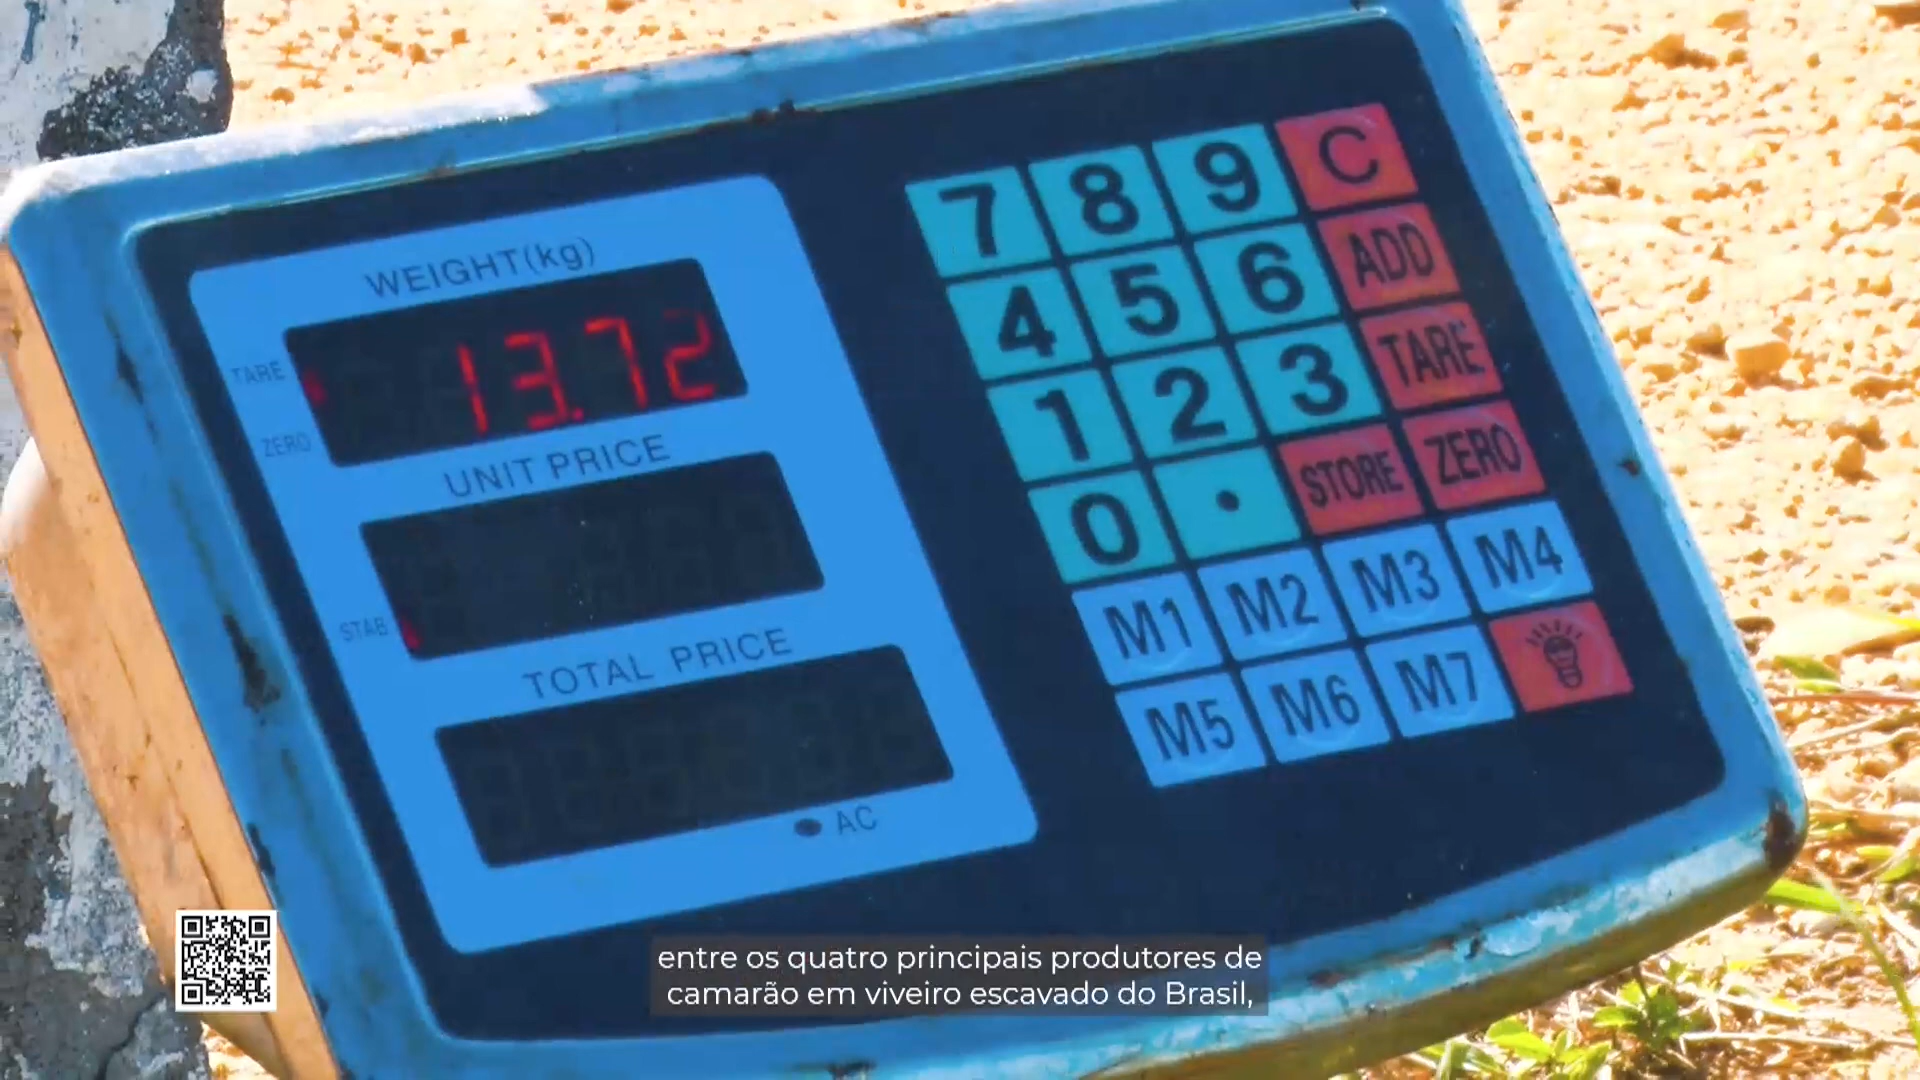 WEIGHT(kg)
TARE
13.72
ZERO
UNIT PRICE
STAB
TOTAL PRICE
AC
7 8 9 C
4 5 6 ADD
1 2 3 TARE
0 . STORE ZERO
M1 M2 M3 M4
M5 M6 M7
entre os quatro principais produtores de
camarão em viveiro escavado do Brasil,